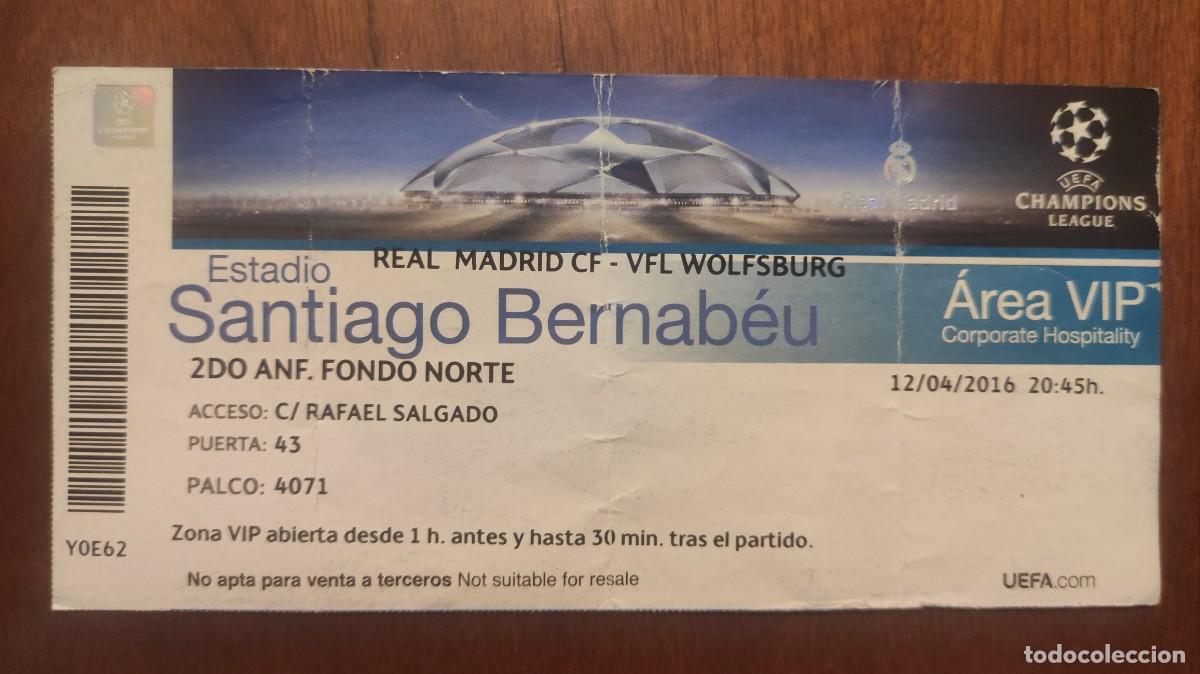 REAL MADRID CF - VFL WOLFSBURG
Estadio
Santiago Bernabéu
Real Madrid
UEFA
CHAMPIONS
LEAGUE
Área VIP
Corporate Hospitality
2DO ANF. FONDO NORTE
12/04/2016 20:45h.
ACCESO: C/ RAFAEL SALGADO
PUERTA: 43
PALCO: 4071
Zona VIP abierta desde 1 h. antes y hasta 30 min. tras el partido.
Y0E62
No apta para venta a terceros Not suitable for resale
UEFA.com
todocoleccion